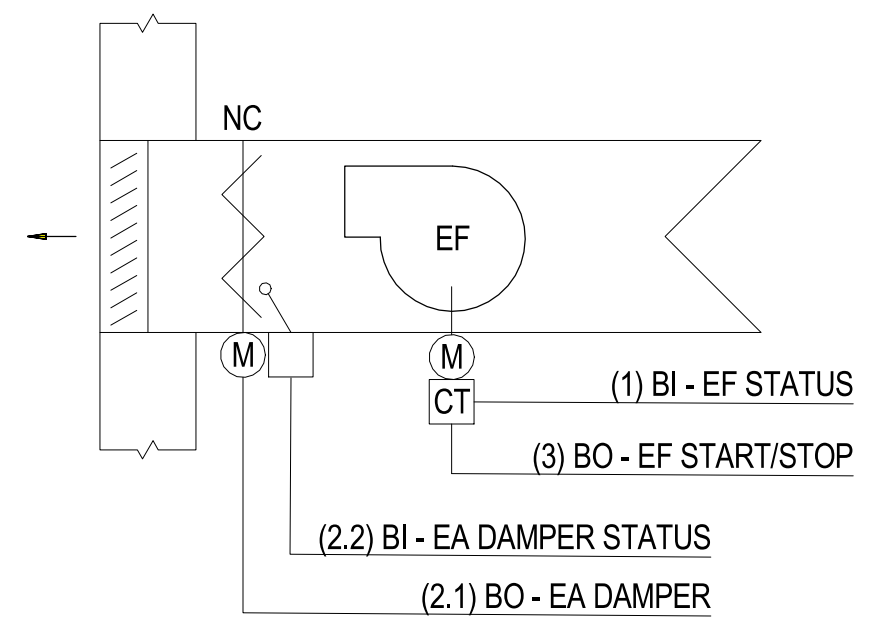 NC
EF
M
M
CT
(1) BI - EF STATUS
(3) BO - EF START/STOP
(2.2) BI - EA DAMPER STATUS
(2.1) BO - EA DAMPER